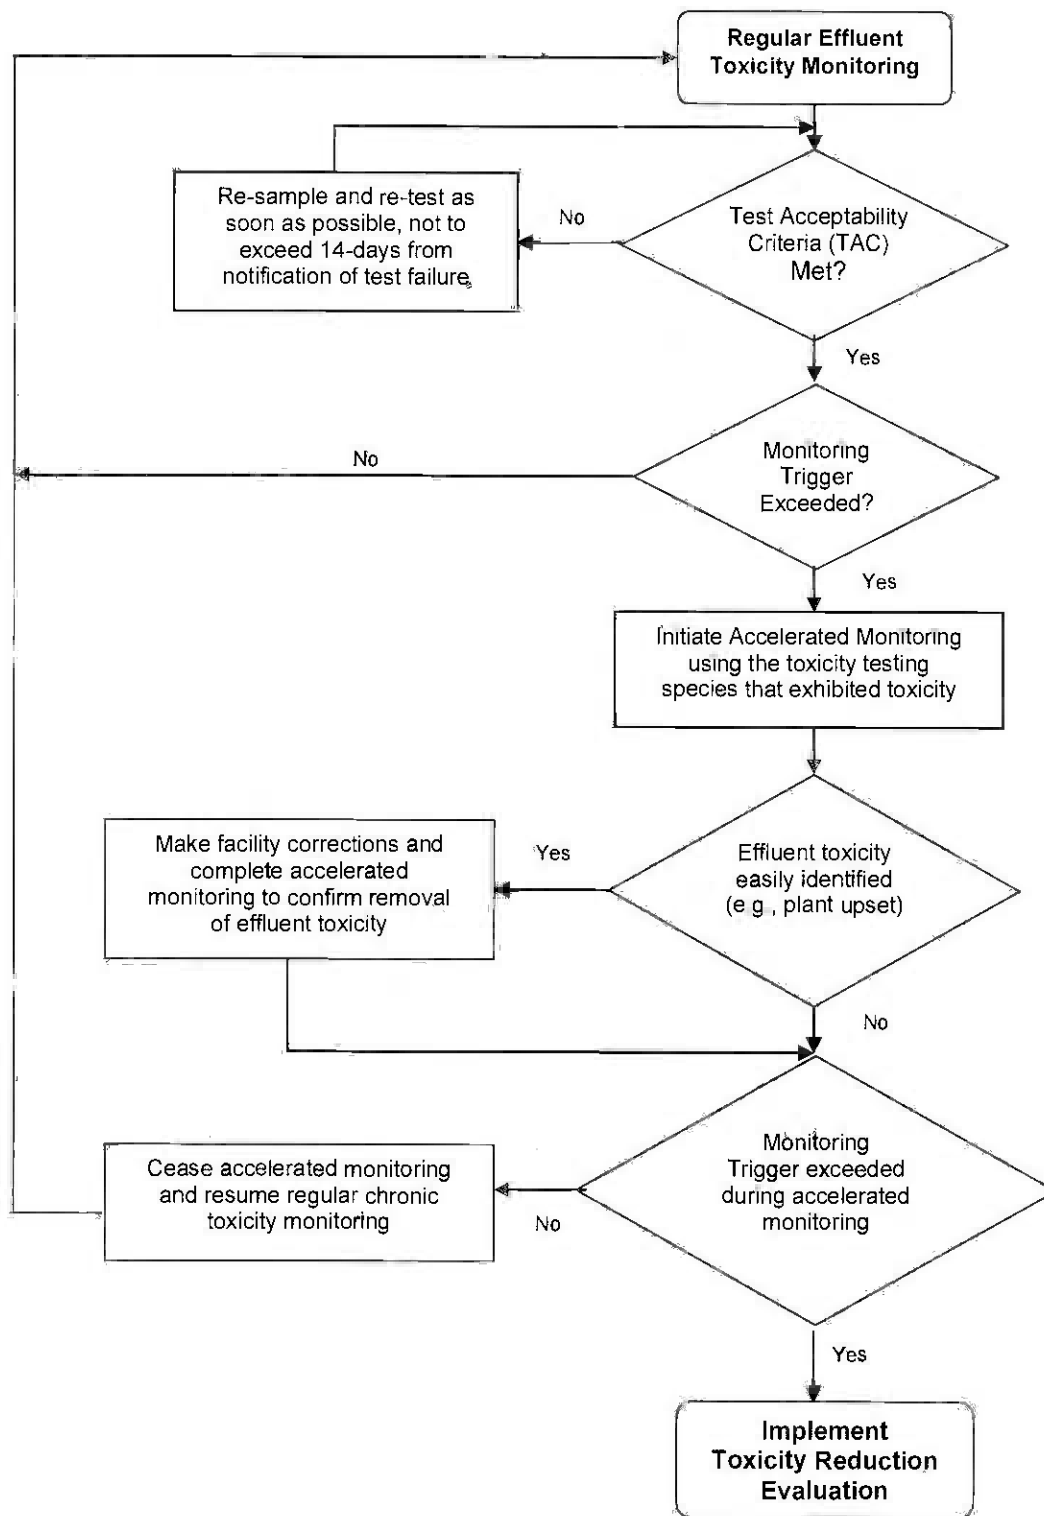 Regular Effluent
Toxicity Monitoring
Re-sample and re-test as
soon as possible, not to
exceed 14-days from
notification of test failure.
No
Test Acceptability
Criteria (TAC)
Met?
Yes
No
Monitoring
Trigger
Exceeded?
Yes
Initiate Accelerated Monitoring
using the toxicity testing
species that exhibited toxicity
Make facility corrections and
complete accelerated
monitoring to confirm removal
of effluent toxicity
Yes
Effluent toxicity
easily identified
(e.g., plant upset)
No
Cease accelerated monitoring
and resume regular chronic
toxicity monitoring
No
Monitoring
Trigger exceeded
during accelerated
monitoring
Yes
Implement
Toxicity Reduction
Evaluation